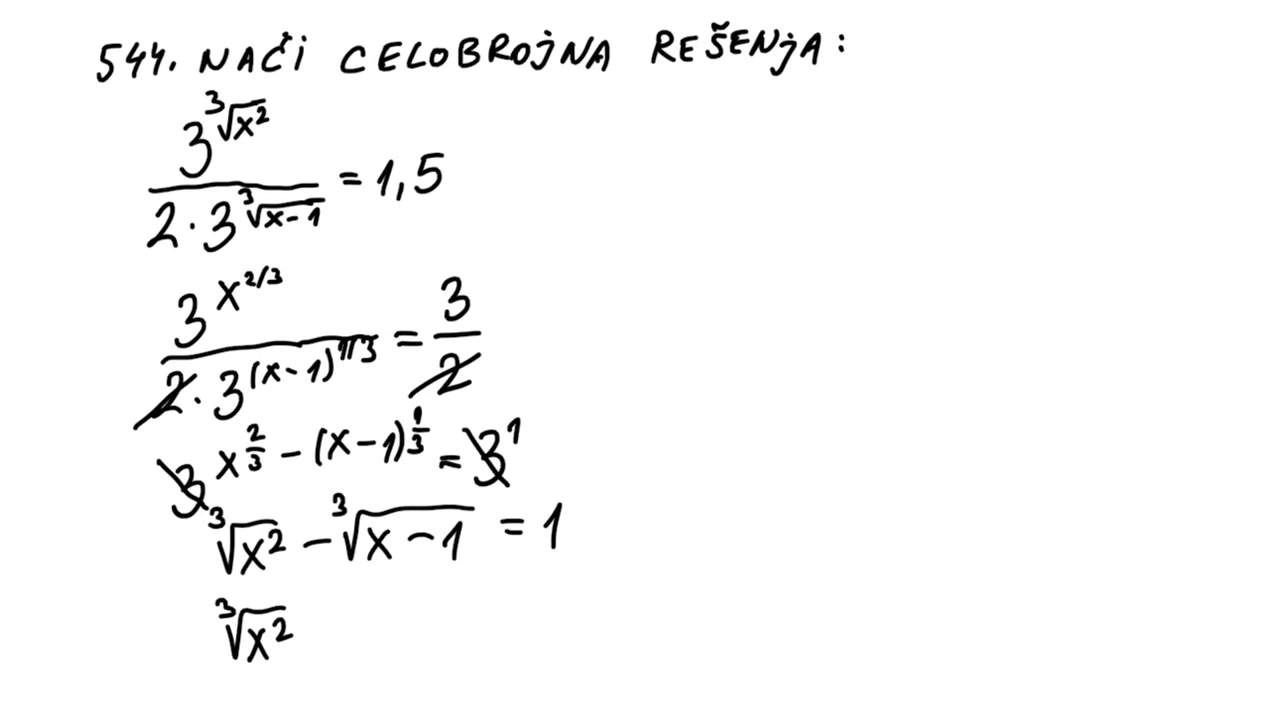 544. NAČI CELOBROJNA REŠENJA:
3^∛(x²) / (2 · 3^∛(x-1)) = 1,5
3^(x^(2/3)) / (2 · 3^((x-1)^(1/3))) = 3/2
3^(x^(2/3) - (x-1)^(1/3)) = 3^1
∛(x²) - ∛(x-1) = 1
∛(x²)